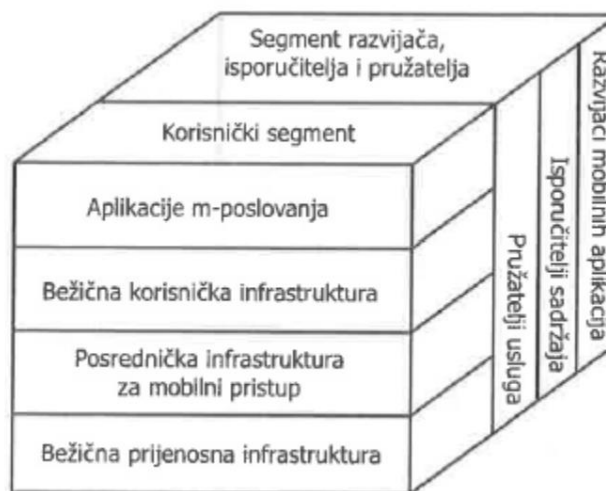 Segment razvijača,
isporučitelja i pružatelja
Korisnički segment
Aplikacije m-poslovanja
Bežična korisnička infrastruktura
Posrednička infrastruktura
za mobilni pristup
Bežična prijenosna infrastruktura
Pružatelji usluga
Isporučitelji sadržaja
Razvijači mobilnih aplikacija